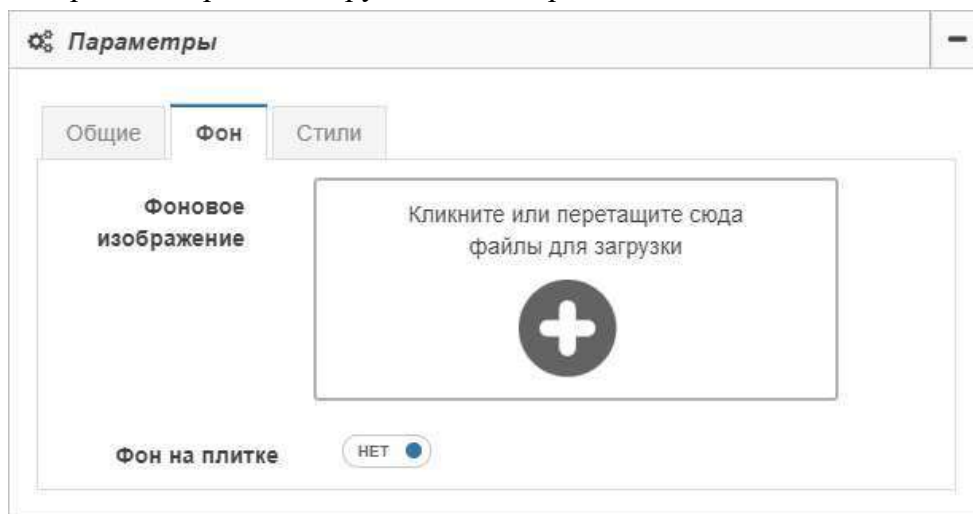 Параметры
Общие Фон Стили
Фоновое
изображение
Кликните или перетащите сюда
файлы для загрузки
Фон на плитке НЕТ